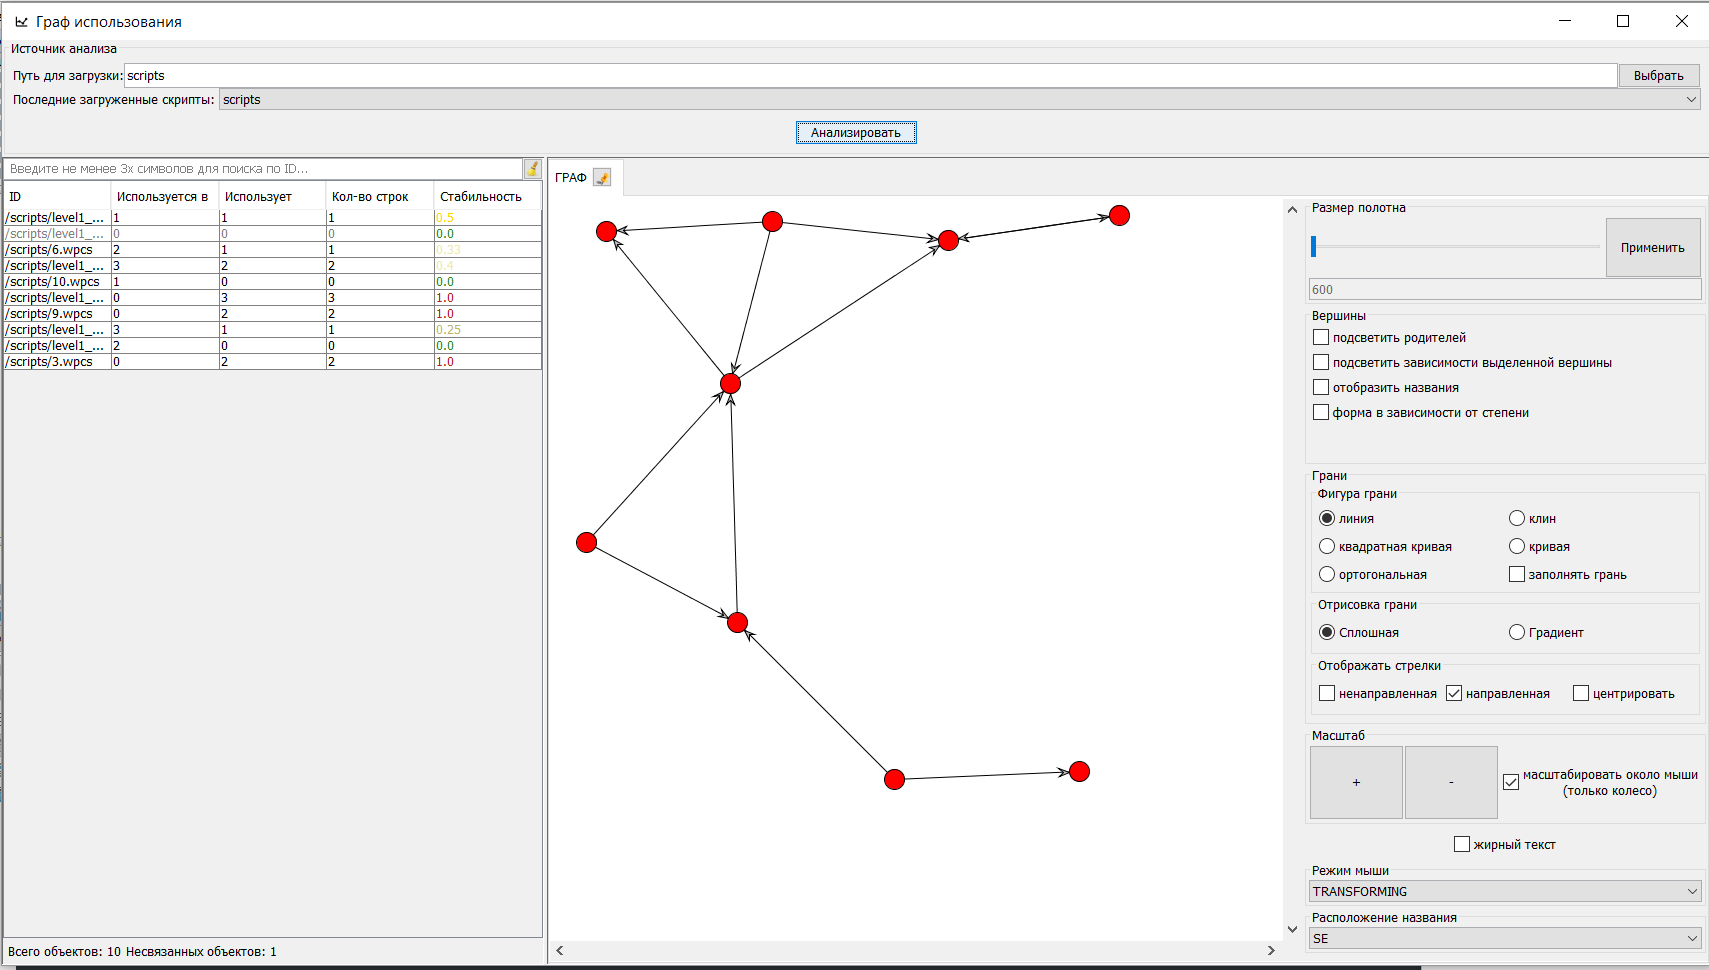 Граф использования
Источник анализа
Путь для загрузки: scripts Выбрать
Последние загруженные скрипты: scripts
Анализировать
Введите не менее 3х символов для поиска по ID...
ID Используется в Использует Кол-во строк Стабильность
/scripts/level1_... 1 1 1 0.5
/scripts/level1_... 0 0 0 0.0
/scripts/6.wpcs 2 1 1 0.33
/scripts/level1_... 3 2 2 0.4
/scripts/10.wpcs 1 0 0 0.0
/scripts/level1_... 0 3 3 1.0
/scripts/9.wpcs 0 2 2 1.0
/scripts/level1_... 3 1 1 0.25
/scripts/level1_... 2 0 0 0.0
/scripts/3.wpcs 0 2 2 1.0
Всего объектов: 10 Несвязанных объектов: 1
ГРАФ
Размер полотна
Применить
600
Вершины
подсветить родителей
подсветить зависимости выделенной вершины
отобразить названия
форма в зависимости от степени
Грани
Фигура грани
линия клин
квадратная кривая кривая
ортогональная заполнять грань
Отрисовка грани
Сплошная Градиент
Отображать стрелки
ненаправленная направленная центрировать
Масштаб
+ - масштабировать около мыши
(только колесо)
жирный текст
Режим мыши
TRANSFORMING
Расположение названия
SE